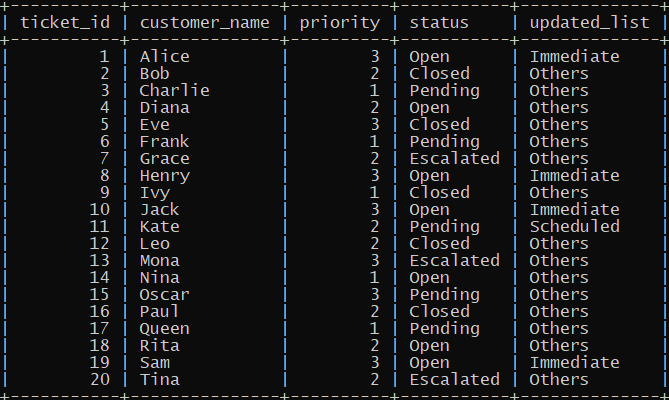 ticket_id | customer_name | priority | status | updated_list
1 | Alice | 3 | Open | Immediate
2 | Bob | 2 | Closed | Others
3 | Charlie | 1 | Pending | Others
4 | Diana | 2 | Open | Others
5 | Eve | 3 | Closed | Others
6 | Frank | 1 | Pending | Others
7 | Grace | 2 | Escalated | Others
8 | Henry | 3 | Open | Immediate
9 | Ivy | 1 | Closed | Others
10 | Jack | 3 | Open | Immediate
11 | Kate | 2 | Pending | Scheduled
12 | Leo | 2 | Closed | Others
13 | Mona | 3 | Escalated | Others
14 | Nina | 1 | Open | Others
15 | Oscar | 3 | Pending | Others
16 | Paul | 2 | Closed | Others
17 | Queen | 1 | Pending | Others
18 | Rita | 2 | Open | Others
19 | Sam | 3 | Open | Immediate
20 | Tina | 2 | Escalated | Others